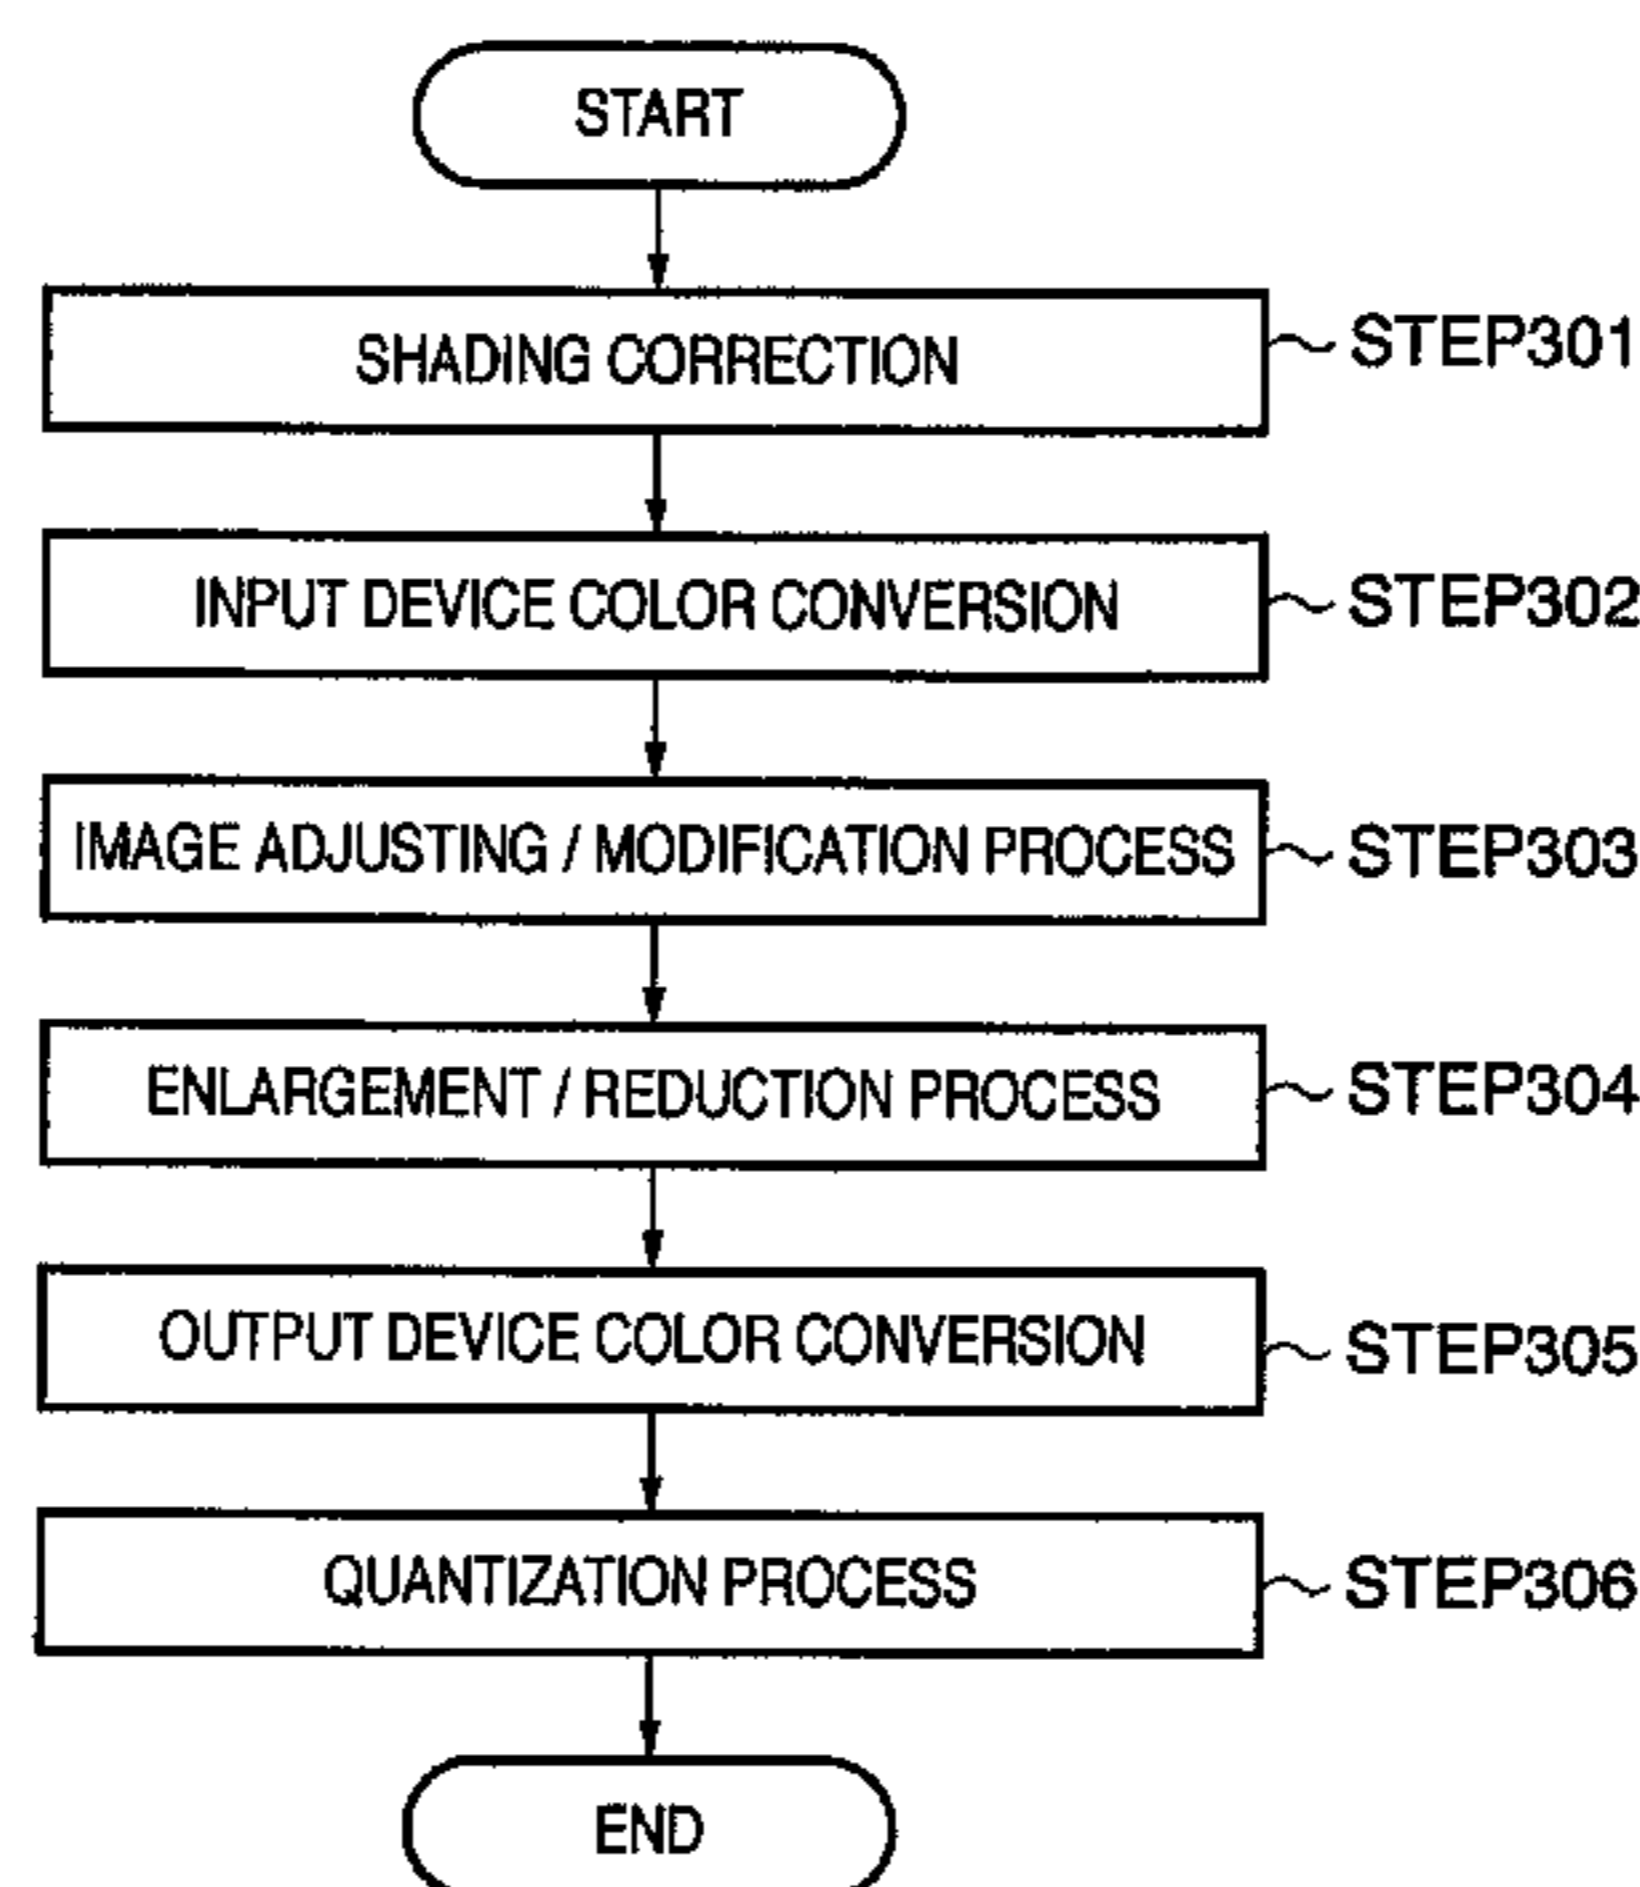 START
SHADING CORRECTION
STEP301
INPUT DEVICE COLOR CONVERSION
STEP302
IMAGE ADJUSTING / MODIFICATION PROCESS
STEP303
ENLARGEMENT / REDUCTION PROCESS
STEP304
OUTPUT DEVICE COLOR CONVERSION
STEP305
QUANTIZATION PROCESS
STEP306
END